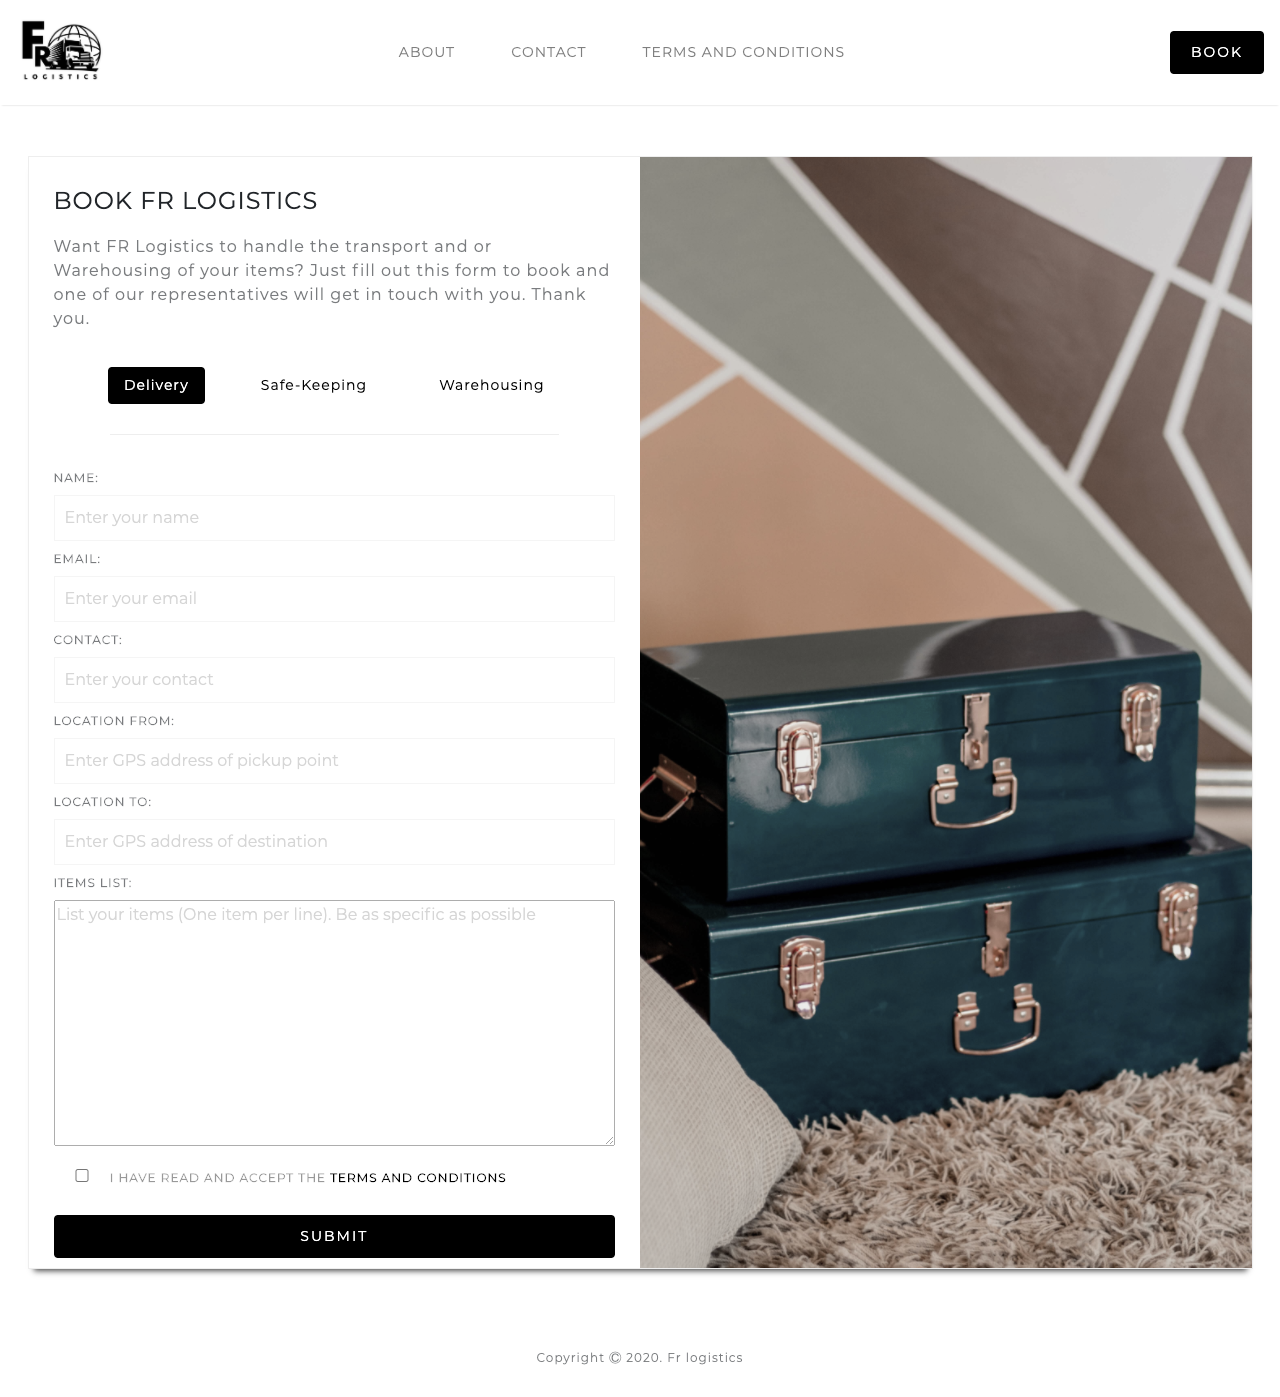 FR
LOGISTICS
ABOUT
CONTACT
TERMS AND CONDITIONS
BOOK
BOOK FR LOGISTICS
Want FR Logistics to handle the transport and or
Warehousing of your items? Just fill out this form to book and
one of our representatives will get in touch with you. Thank
you.
Delivery
Safe-Keeping
Warehousing
NAME:
Enter your name
EMAIL:
Enter your email
CONTACT:
Enter your contact
LOCATION FROM:
Enter GPS address of pickup point
LOCATION TO:
Enter GPS address of destination
ITEMS LIST:
List your items (One item per line). Be as specific as possible
I HAVE READ AND ACCEPT THE TERMS AND CONDITIONS
SUBMIT
Copyright © 2020. Fr logistics